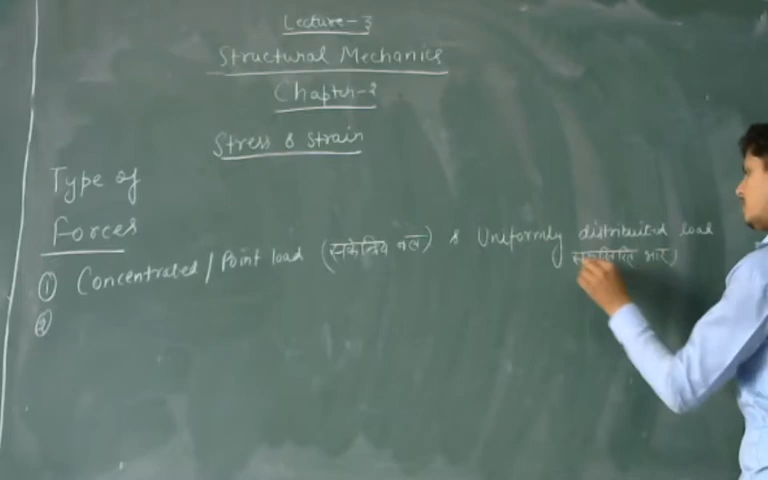 Lecture-3
Structural Mechanics
Chapter-2
Stress & Strain
Type of
Forces
① Concentrated/Point load (सकेन्द्रिय बल) & Uniformly distributed load
भार)
②